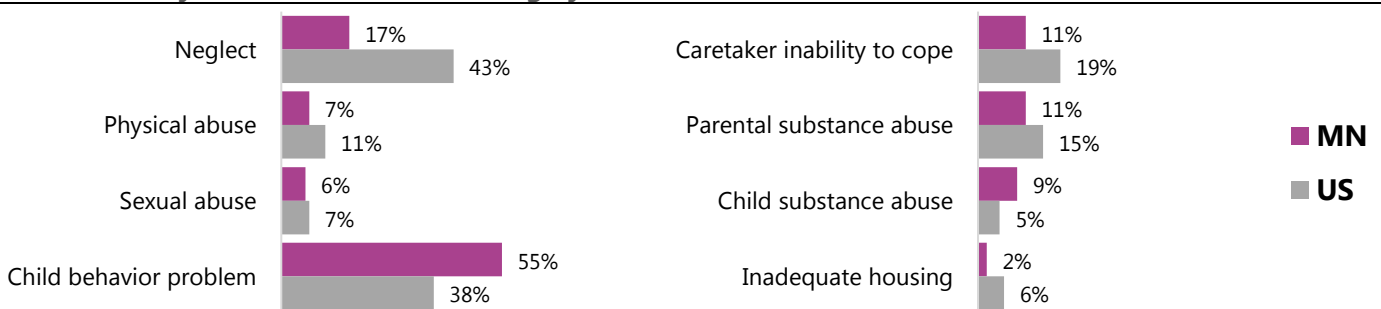 Neglect
17%
43%
Physical abuse
7%
11%
Sexual abuse
6%
7%
Child behavior problem
55%
38%
Caretaker inability to cope
11%
19%
Parental substance abuse
11%
15%
Child substance abuse
9%
5%
Inadequate housing
2%
6%
MN
US